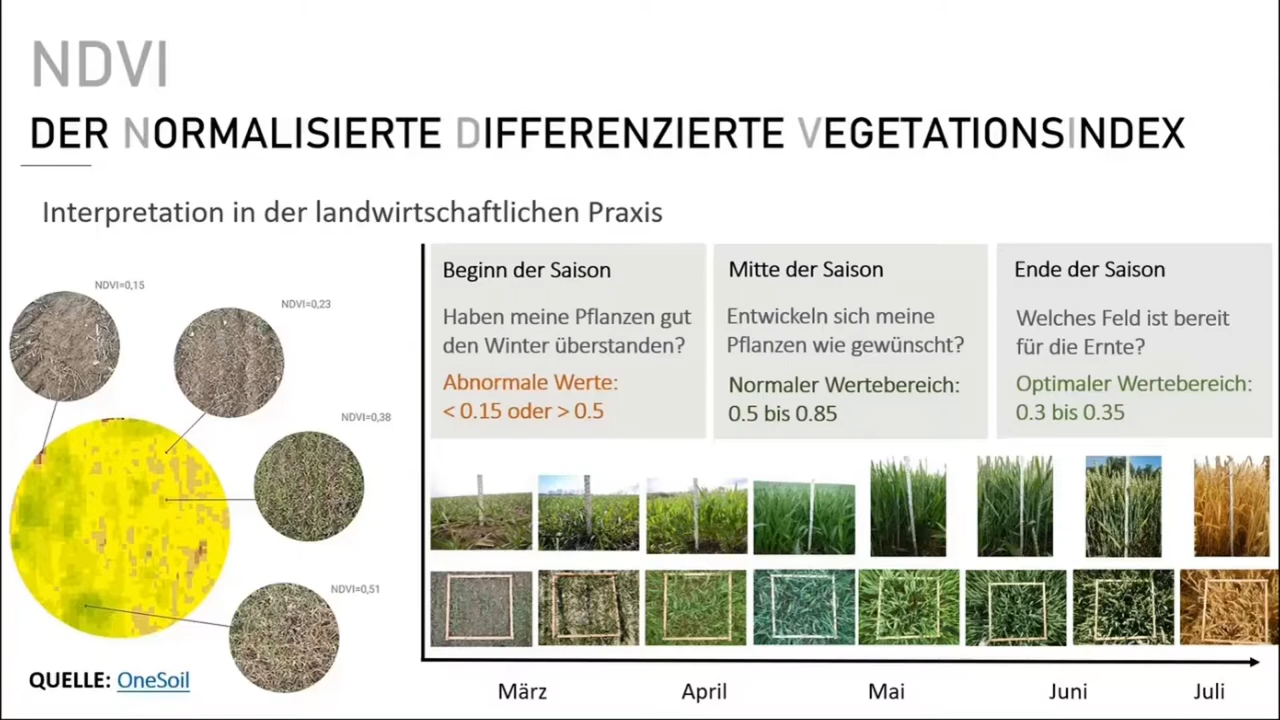 NDVI
DER NORMALISIERTE DIFFERENZIERTE VEGETATIONSINDEX
Interpretation in der landwirtschaftlichen Praxis
NDVI=0,15
NDVI=0,23
NDVI=0,38
NDVI=0,51
QUELLE: OneSoil
Beginn der Saison
Haben meine Pflanzen gut
den Winter überstanden?
Abnormale Werte:
< 0.15 oder > 0.5
Mitte der Saison
Entwickeln sich meine
Pflanzen wie gewünscht?
Normaler Wertebereich:
0.5 bis 0.85
Ende der Saison
Welches Feld ist bereit
für die Ernte?
Optimaler Wertebereich:
0.3 bis 0.35
März
April
Mai
Juni
Juli